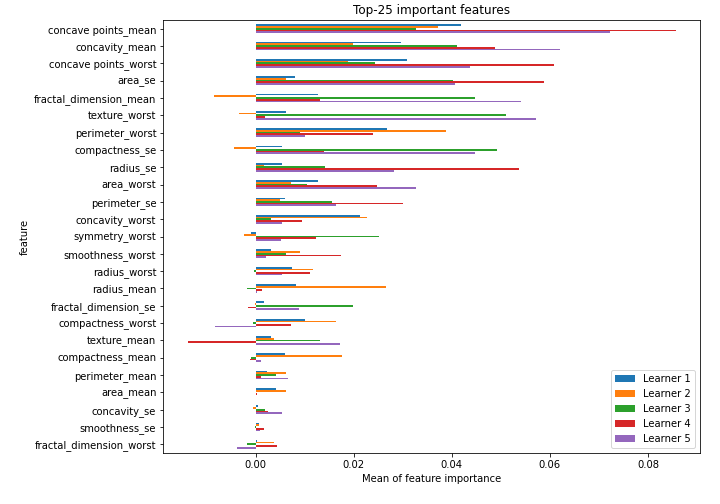 Top-25 important features
concave points_mean
concavity_mean
concave points_worst
area_se
fractal_dimension_mean
texture_worst
perimeter_worst
compactness_se
radius_se
area_worst
perimeter_se
concavity_worst
symmetry_worst
smoothness_worst
radius_worst
radius_mean
fractal_dimension_se
compactness_worst
texture_mean
compactness_mean
perimeter_mean
area_mean
concavity_se
smoothness_se
fractal_dimension_worst
feature
Learner 1
Learner 2
Learner 3
Learner 4
Learner 5
0.00 0.02 0.04 0.06 0.08
Mean of feature importance